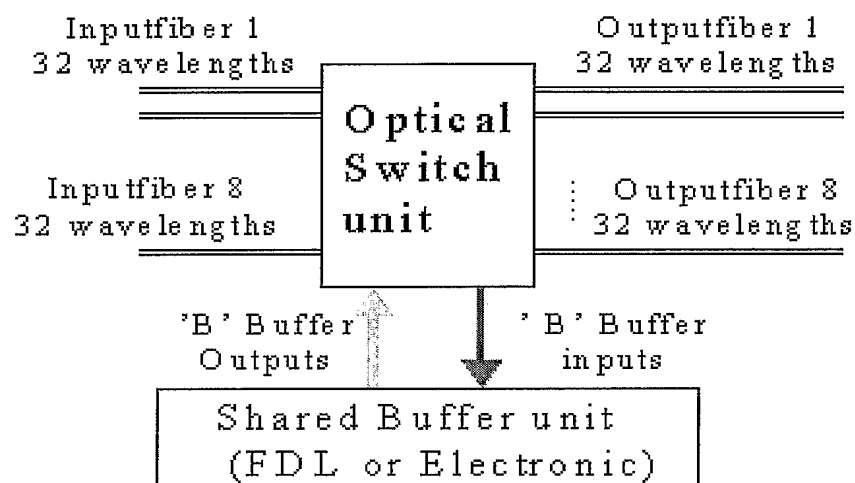 Inputfiber 1
32 wavelengths
Outputfiber 1
32 wavelengths
Optical
Switch
unit
Inputfiber 8
32 wavelengths
Outputfiber 8
32 wavelengths
'B' Buffer
Outputs
'B' Buffer
inputs
Shared Buffer unit
(FDL or Electronic)